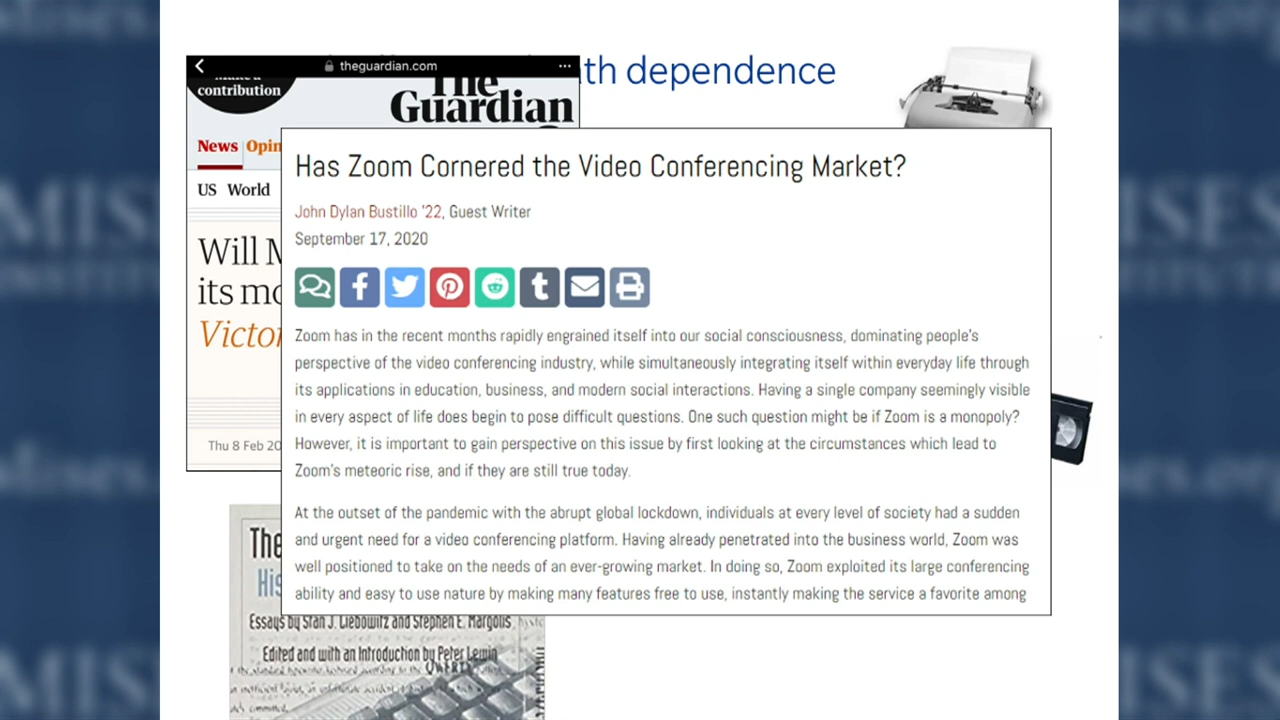 th dependence
theguardian.com
contribution
The
Guardian
News Opin
US World
Will M
its mo
Victor
Thu 8 Feb 20
Has Zoom Cornered the Video Conferencing Market?
John Dylan Bustillo '22, Guest Writer
September 17, 2020
Zoom has in the recent months rapidly engrained itself into our social consciousness, dominating people's
perspective of the video conferencing industry, while simultaneously integrating itself within everyday life through
its applications in education, business, and modern social interactions. Having a single company seemingly visible
in every aspect of life does begin to pose difficult questions. One such question might be if Zoom is a monopoly?
However, it is important to gain perspective on this issue by first looking at the circumstances which lead to
Zoom's meteoric rise, and if they are still true today.
At the outset of the pandemic with the abrupt global lockdown, individuals at every level of society had a sudden
and urgent need for a video conferencing platform. Having already penetrated into the business world, Zoom was
well positioned to take on the needs of an ever-growing market. In doing so, Zoom exploited its large conferencing
ability and easy to use nature by making many features free to use, instantly making the service a favorite among
The
His
Essays by Stan J. Liebowitz and Stephen E. Margolis
Edited and with an Introduction by Peter Lewin
QWERTY